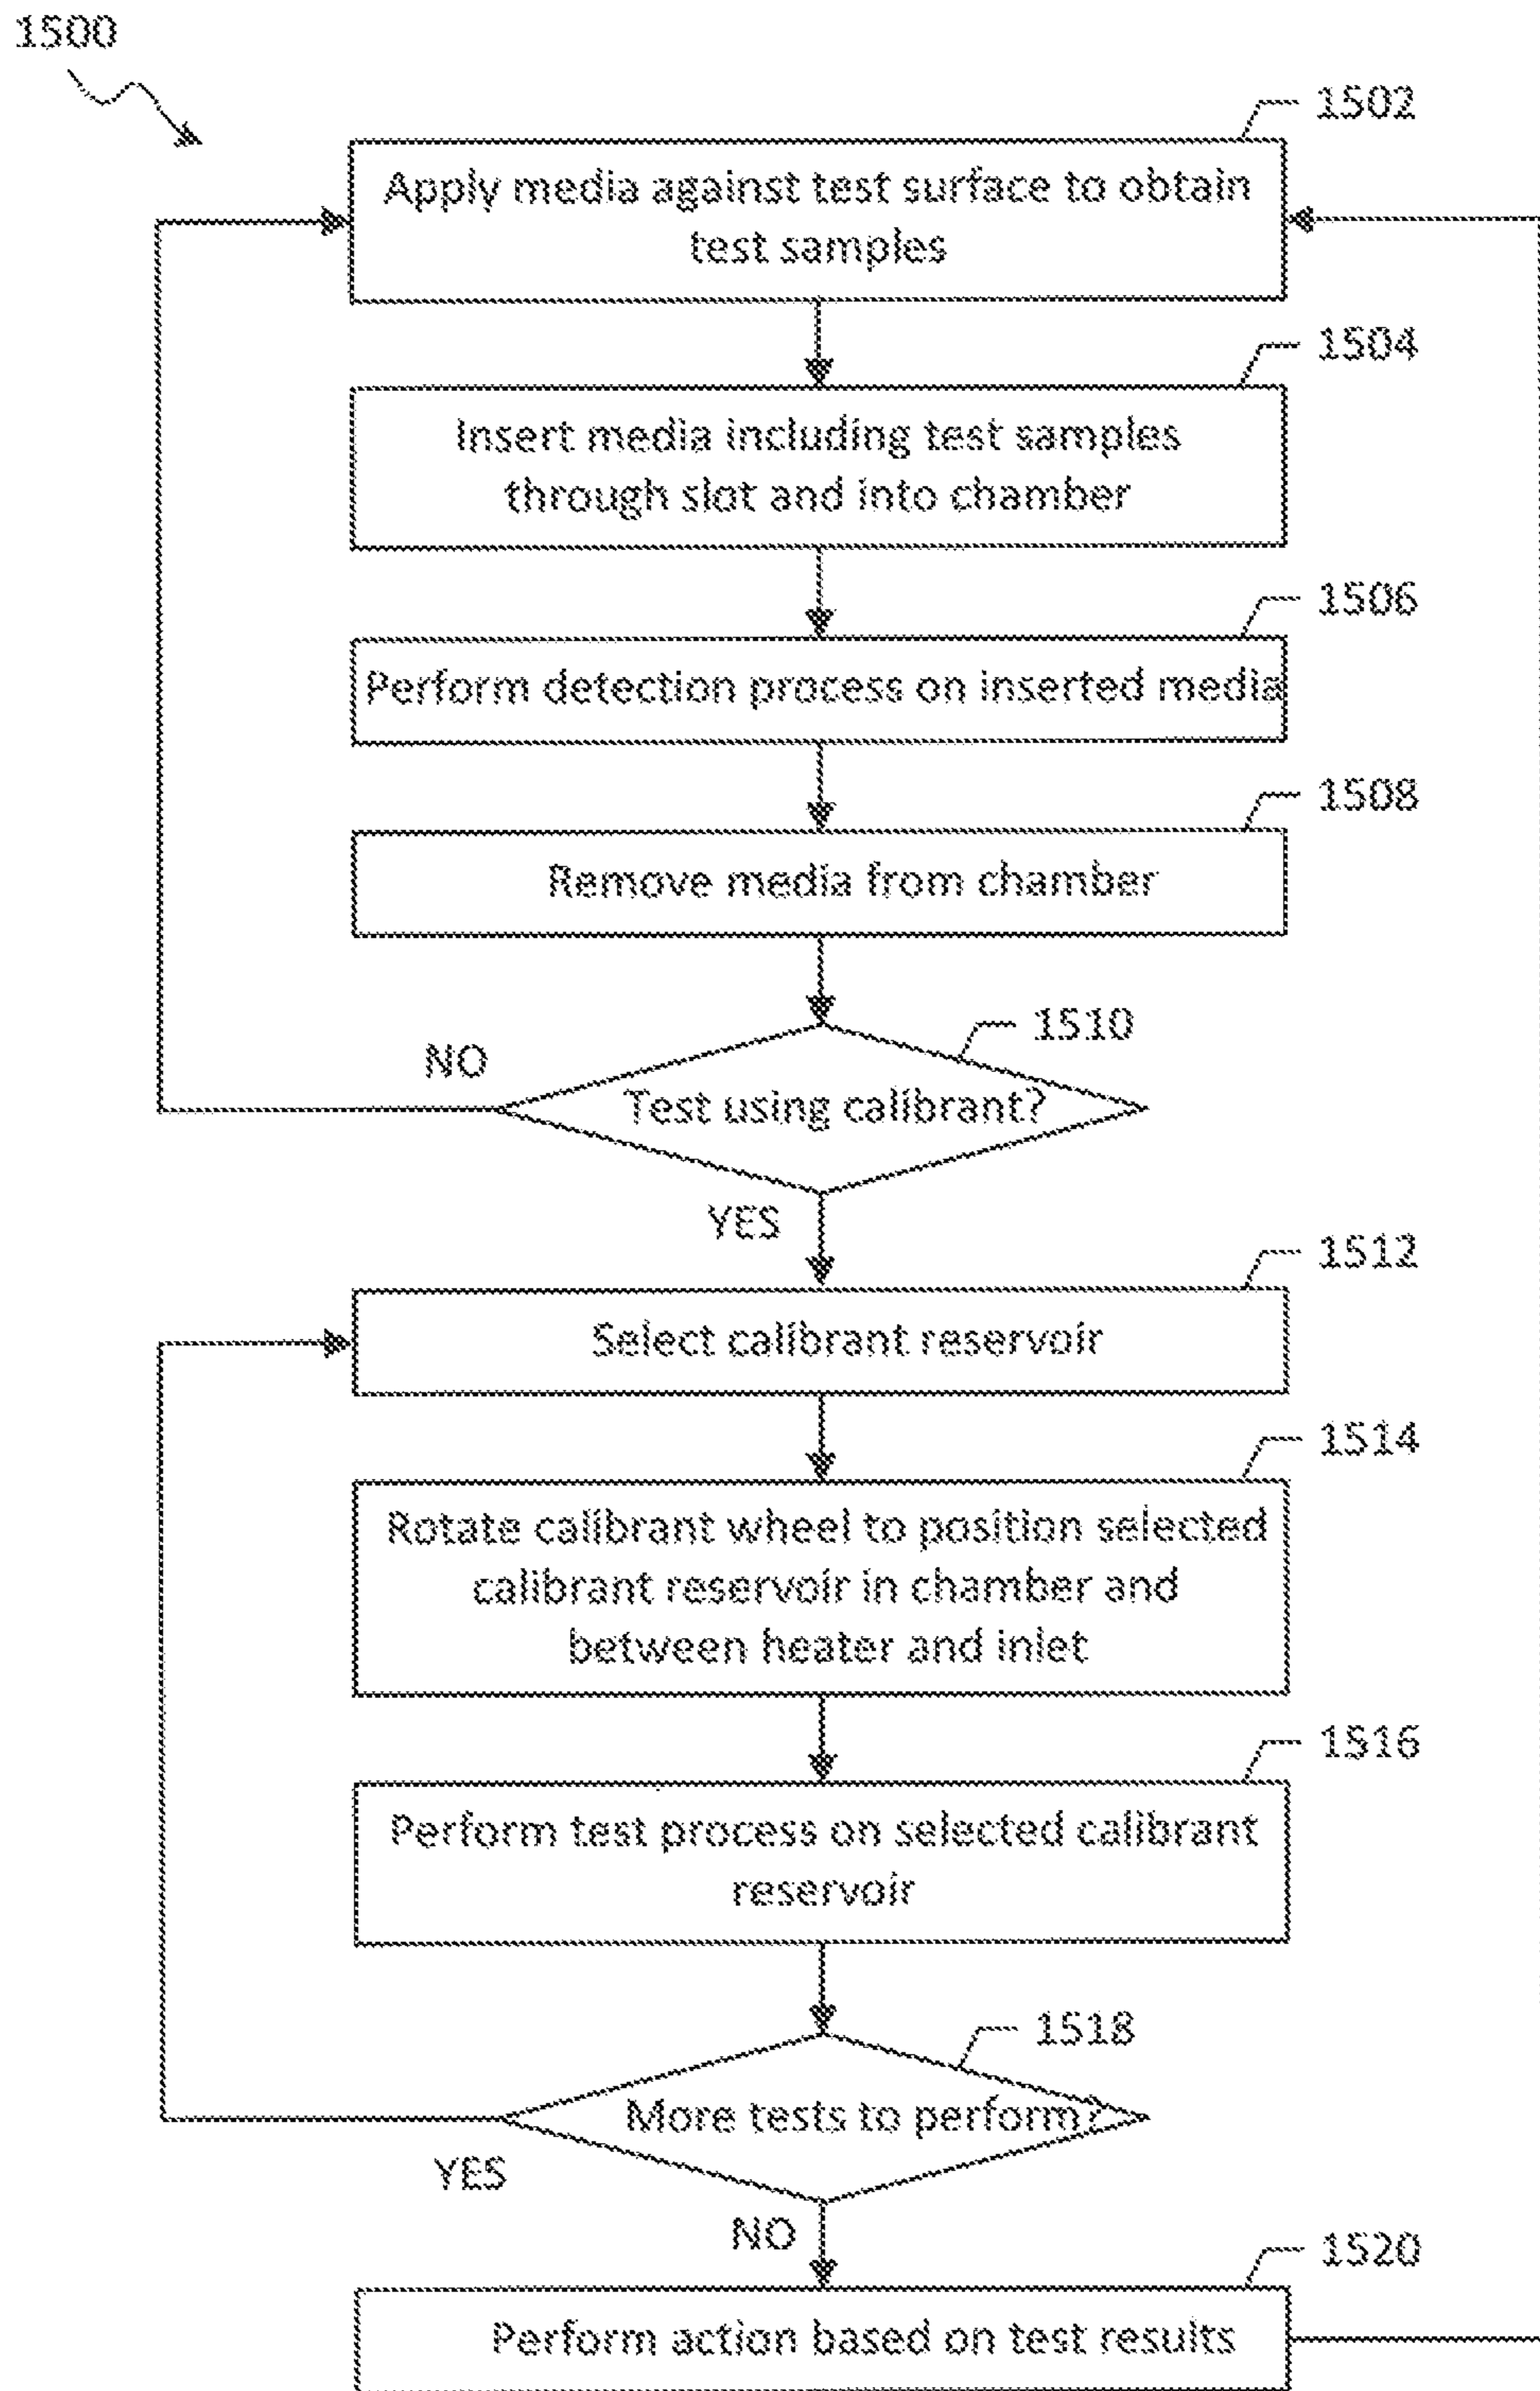 1500
1502
Apply media against test surface to obtain
test samples
1504
Insert media including test samples
through slot and into chamber
1506
Perform detection process on inserted media
1508
Remove media from chamber
1510
NO
Test using calibrant?
YES
1512
Select calibrant reservoir
1514
Rotate calibrant wheel to position selected
calibrant reservoir in chamber and
between heater and inlet
1516
Perform test process on selected calibrant
reservoir
1518
More tests to perform?
YES
NO
1520
Perform action based on test results